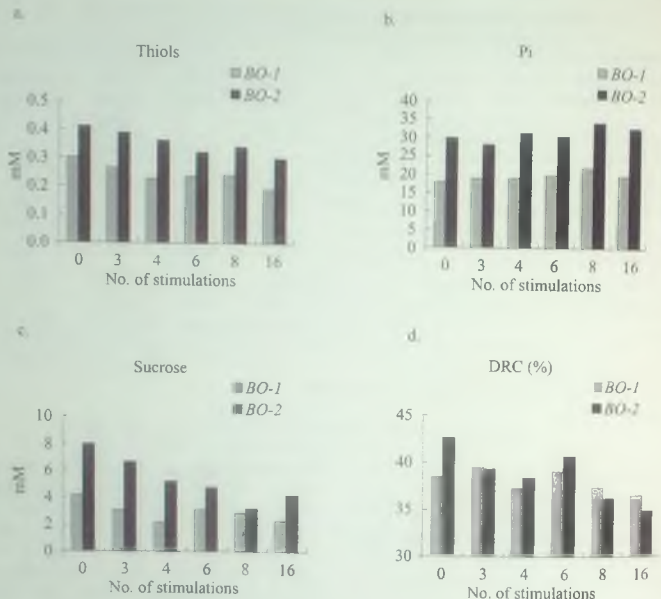 a.
Thiols
BO-1
BO-2
mM
0.5
0.4
0.3
0.2
0.1
0.0
0 3 4 6 8 16
No. of stimulations
b.
Pi
BO-1
BO-2
mM
40
35
30
25
20
15
10
5
0
0 3 4 6 8 16
No. of stimulations
c.
Sucrose
BO-1
BO-2
mM
10
8
6
4
2
0
0 3 4 6 8 16
No. of stimulations
d.
DRC (%)
BO-1
BO-2
45
40
35
30
0 3 4 6 8 16
No. of stimulations